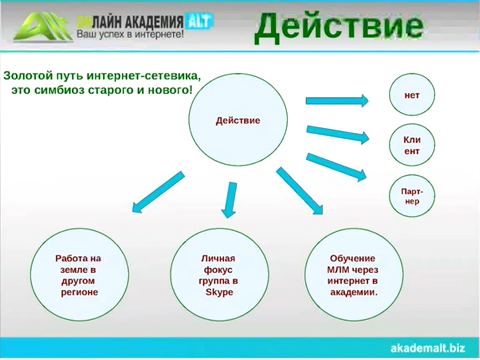 ОНЛАЙН АКАДЕМИЯ ALT
Ваш успех в интернете!
Действие
Золотой путь интернет-сетевика,
это симбиоз старого и нового!
Действие
нет
Кли
ент
Парт-
нер
Работа на
земле в
другом
регионе
Личная
фокус
группа в
Skype
Обучение
МЛМ через
интернет в
академии.
akademalt.biz